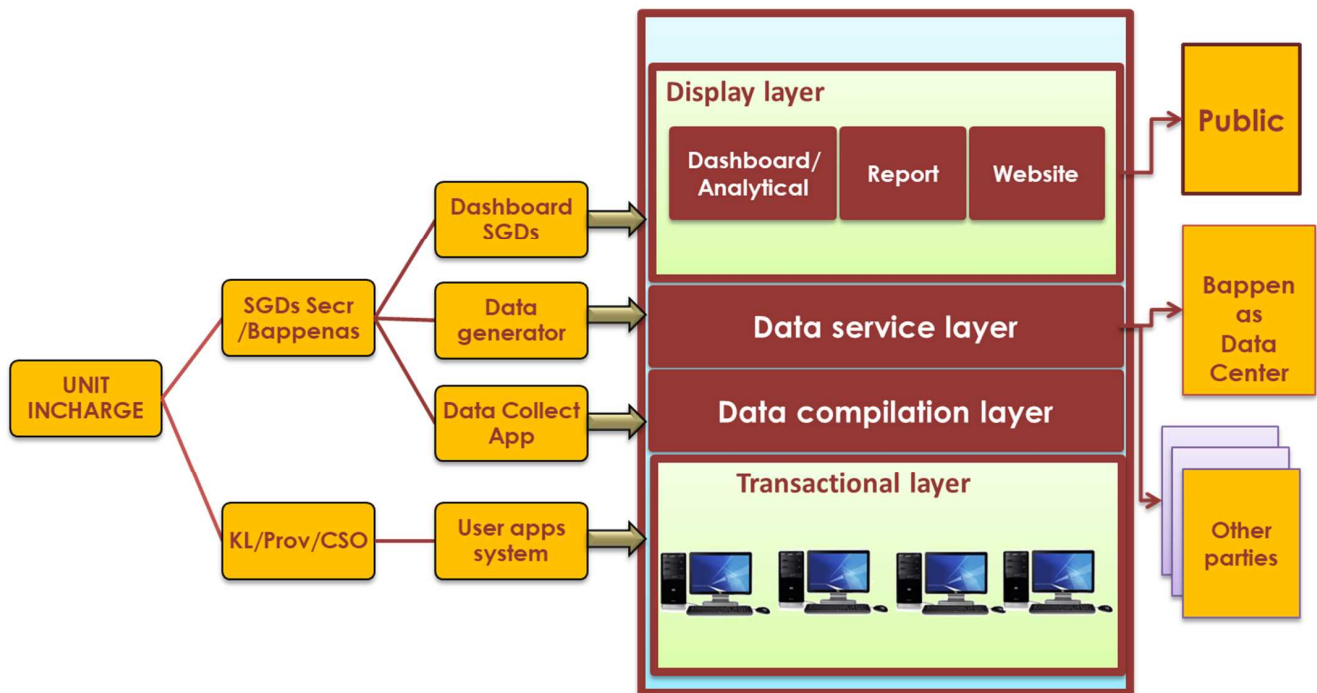 UNIT
INCHARGE
SGDs Secr
/Bappenas
KL/Prov/CSO
Dashboard
SGDs
Data
generator
Data Collect
App
User apps
system
Display layer
Dashboard/
Analytical
Report
Website
Data service layer
Data compilation layer
Transactional layer
Public
Bappen
as
Data
Center
Other
parties